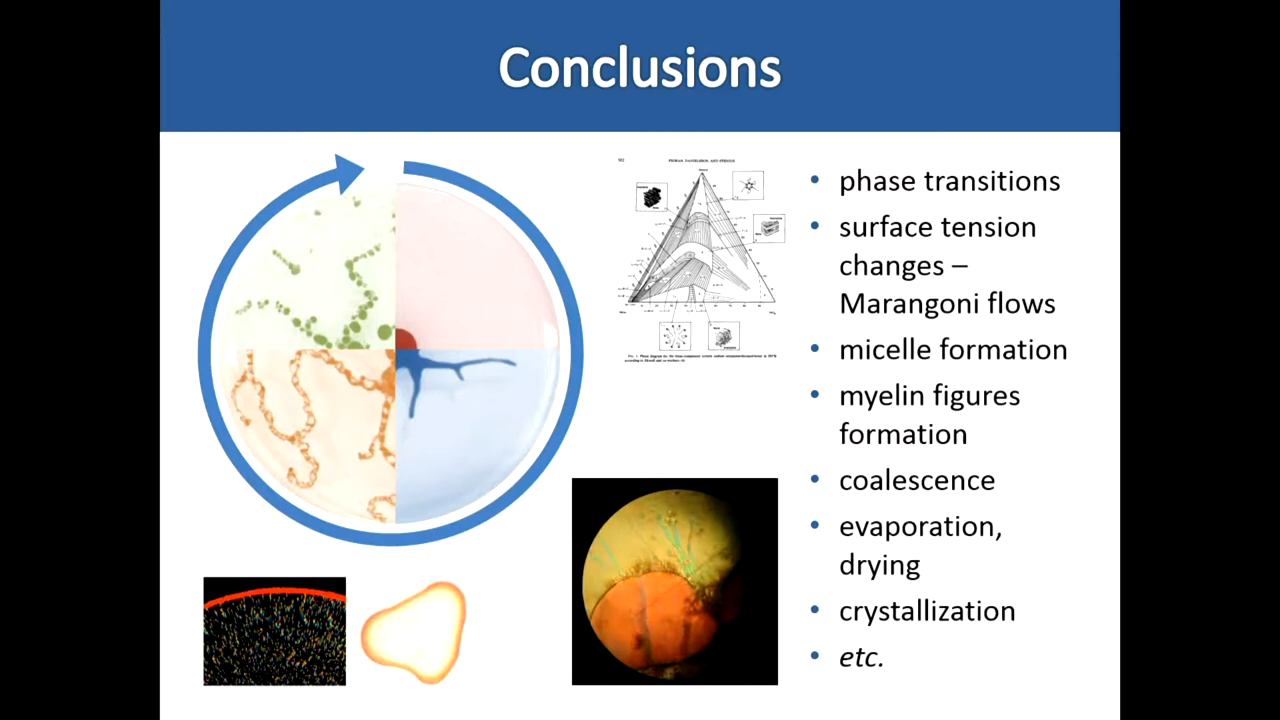 Conclusions
• phase transitions
• surface tension
changes –
Marangoni flows
• micelle formation
• myelin figures
formation
• coalescence
• evaporation,
drying
• crystallization
• etc.